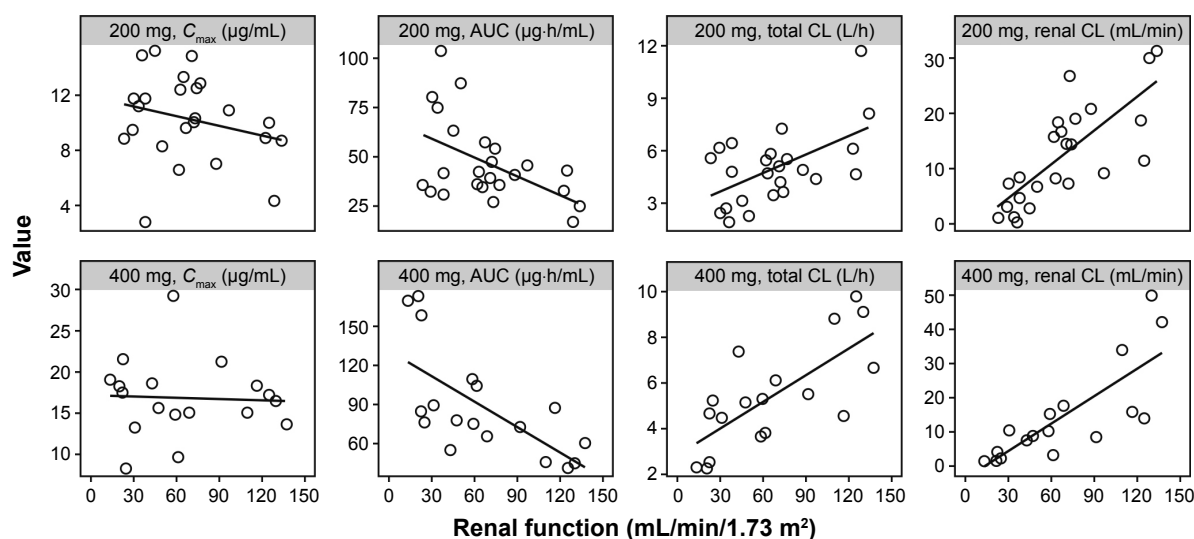 200 mg, Cmax (µg/mL)
200 mg, AUC (µg·h/mL)
200 mg, total CL (L/h)
200 mg, renal CL (mL/min)
12
8
4
100
75
50
25
12
9
6
3
30
20
10
0
Value
400 mg, Cmax (µg/mL)
400 mg, AUC (µg·h/mL)
400 mg, total CL (L/h)
400 mg, renal CL (mL/min)
30
25
20
15
10
150
120
90
60
10
8
6
4
2
50
40
30
20
10
0
0 30 60 90 120 150
0 30 60 90 120 150
0 30 60 90 120 150
0 30 60 90 120 150
Renal function (mL/min/1.73 m²)